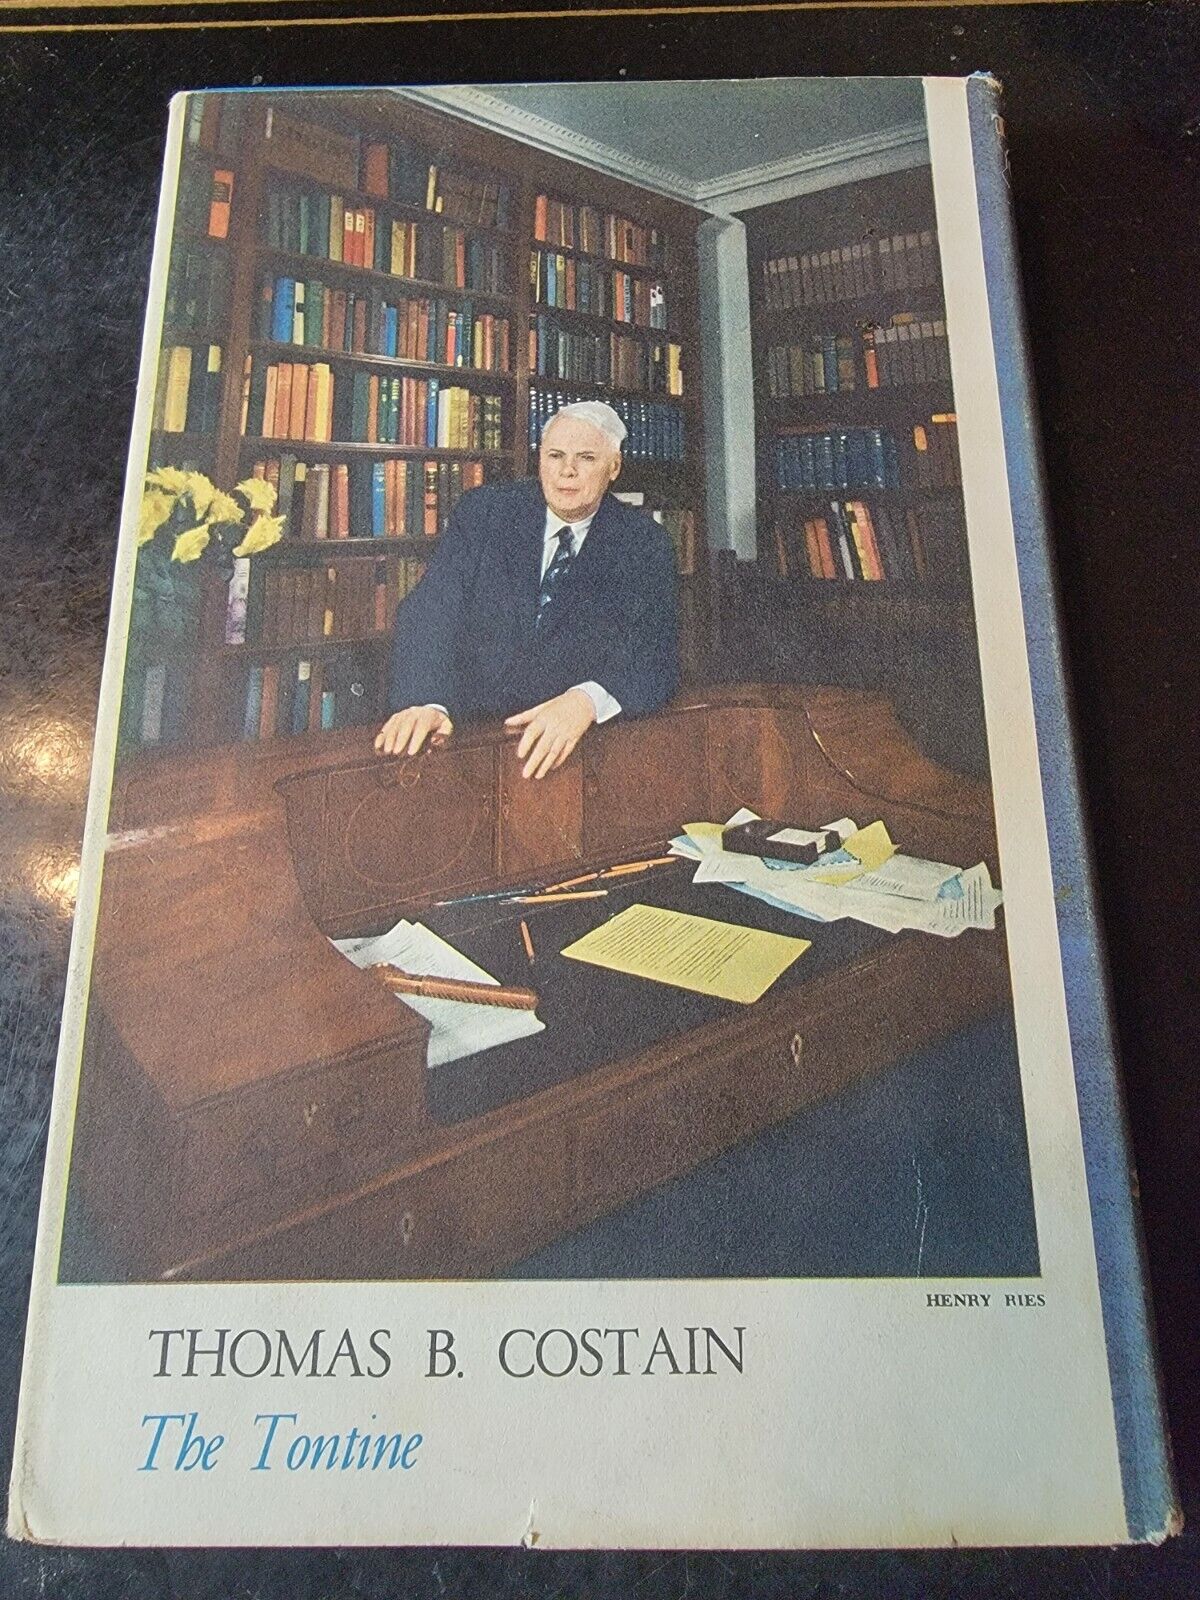 HENRY RIES
THOMAS B. COSTAIN
The Tontine